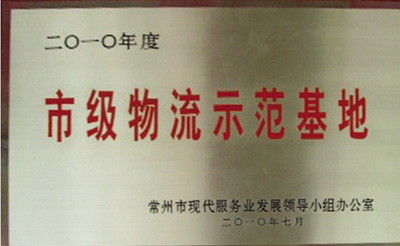 二〇一〇年度
市级物流示范基地
常州市现代服务业发展领导小组办公室
二〇一〇年七月